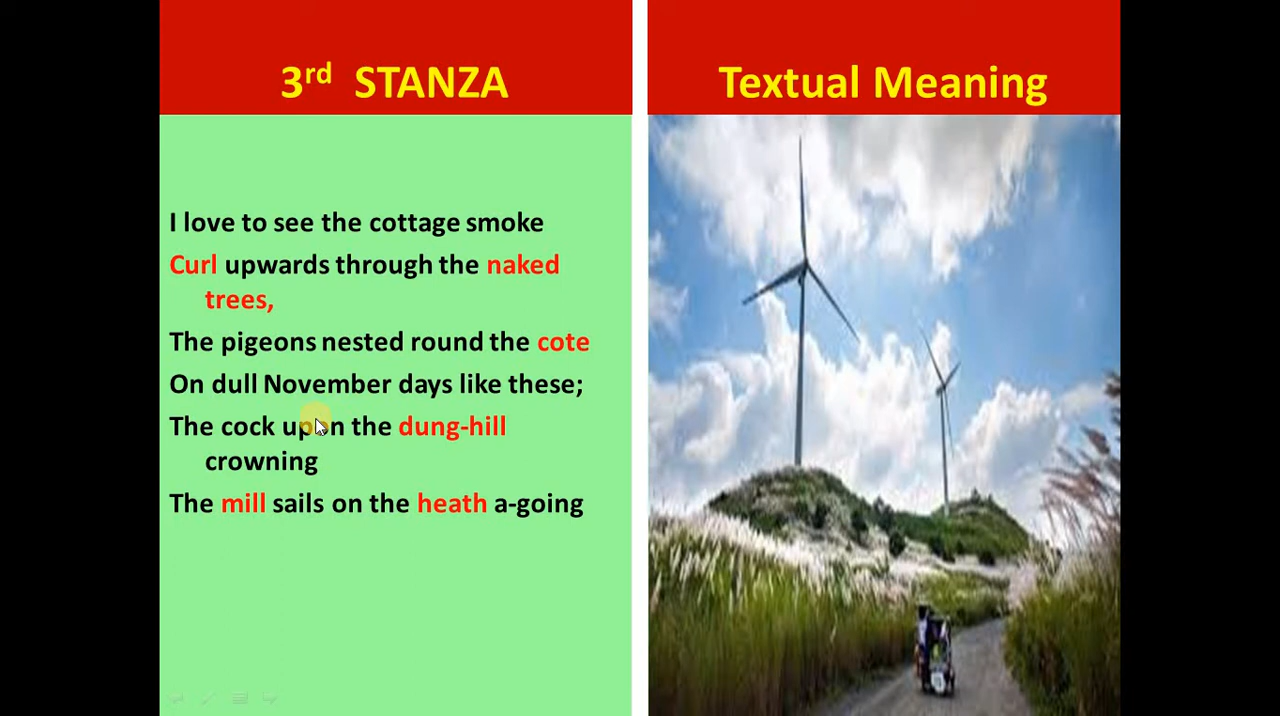 3rd STANZA
Textual Meaning
I love to see the cottage smoke
Curl upwards through the naked
trees,
The pigeons nested round the cote
On dull November days like these;
The cock upon the dung-hill
crowning
The mill sails on the heath a-going